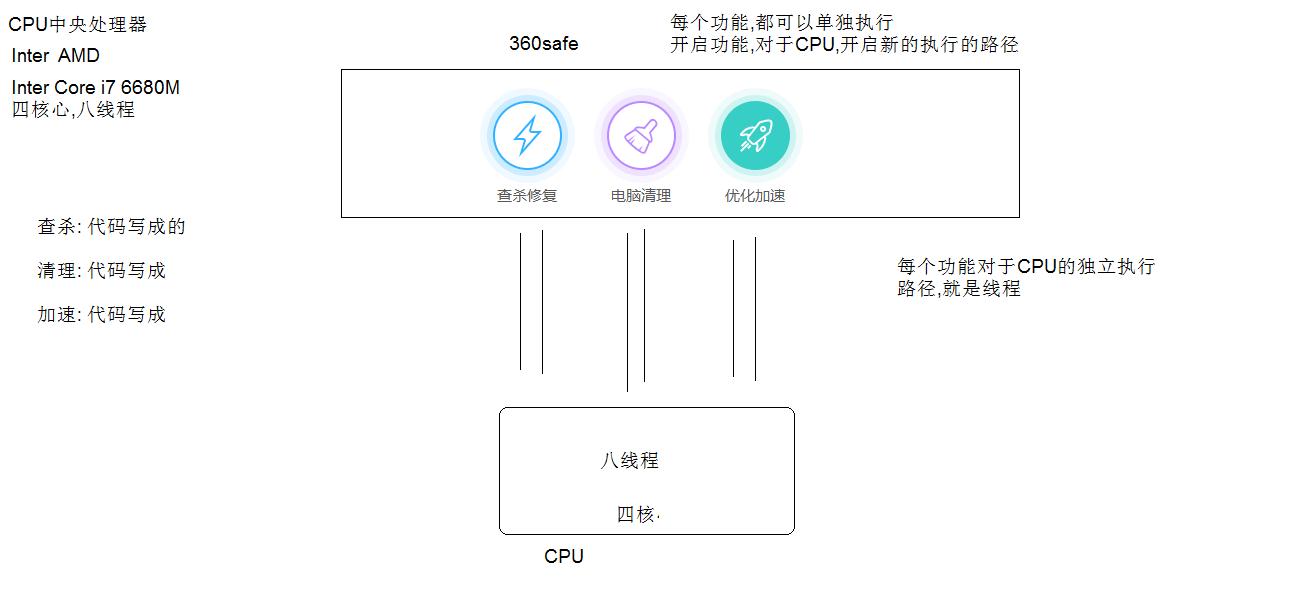 CPU中央处理器
Inter AMD
Inter Core i7 6680M
四核心,八线程
360safe
每个功能,都可以单独执行
开启功能,对于CPU,开启新的执行的路径
查杀修复
电脑清理
优化加速
查杀: 代码写成的
清理: 代码写成
加速: 代码写成
每个功能对于CPU的独立执行
路径,就是线程
八线程
四核
CPU